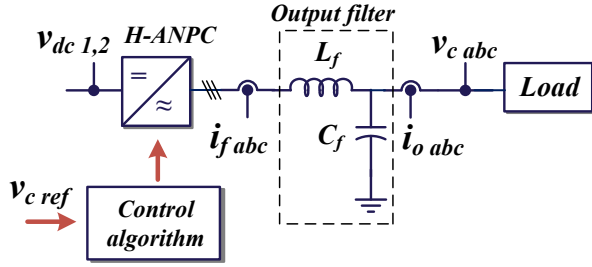 Output filter
H-ANPC
v dc 1,2
=
≈
L f
v c abc
Load
i f abc
C f
i o abc
v c ref
Control
algorithm